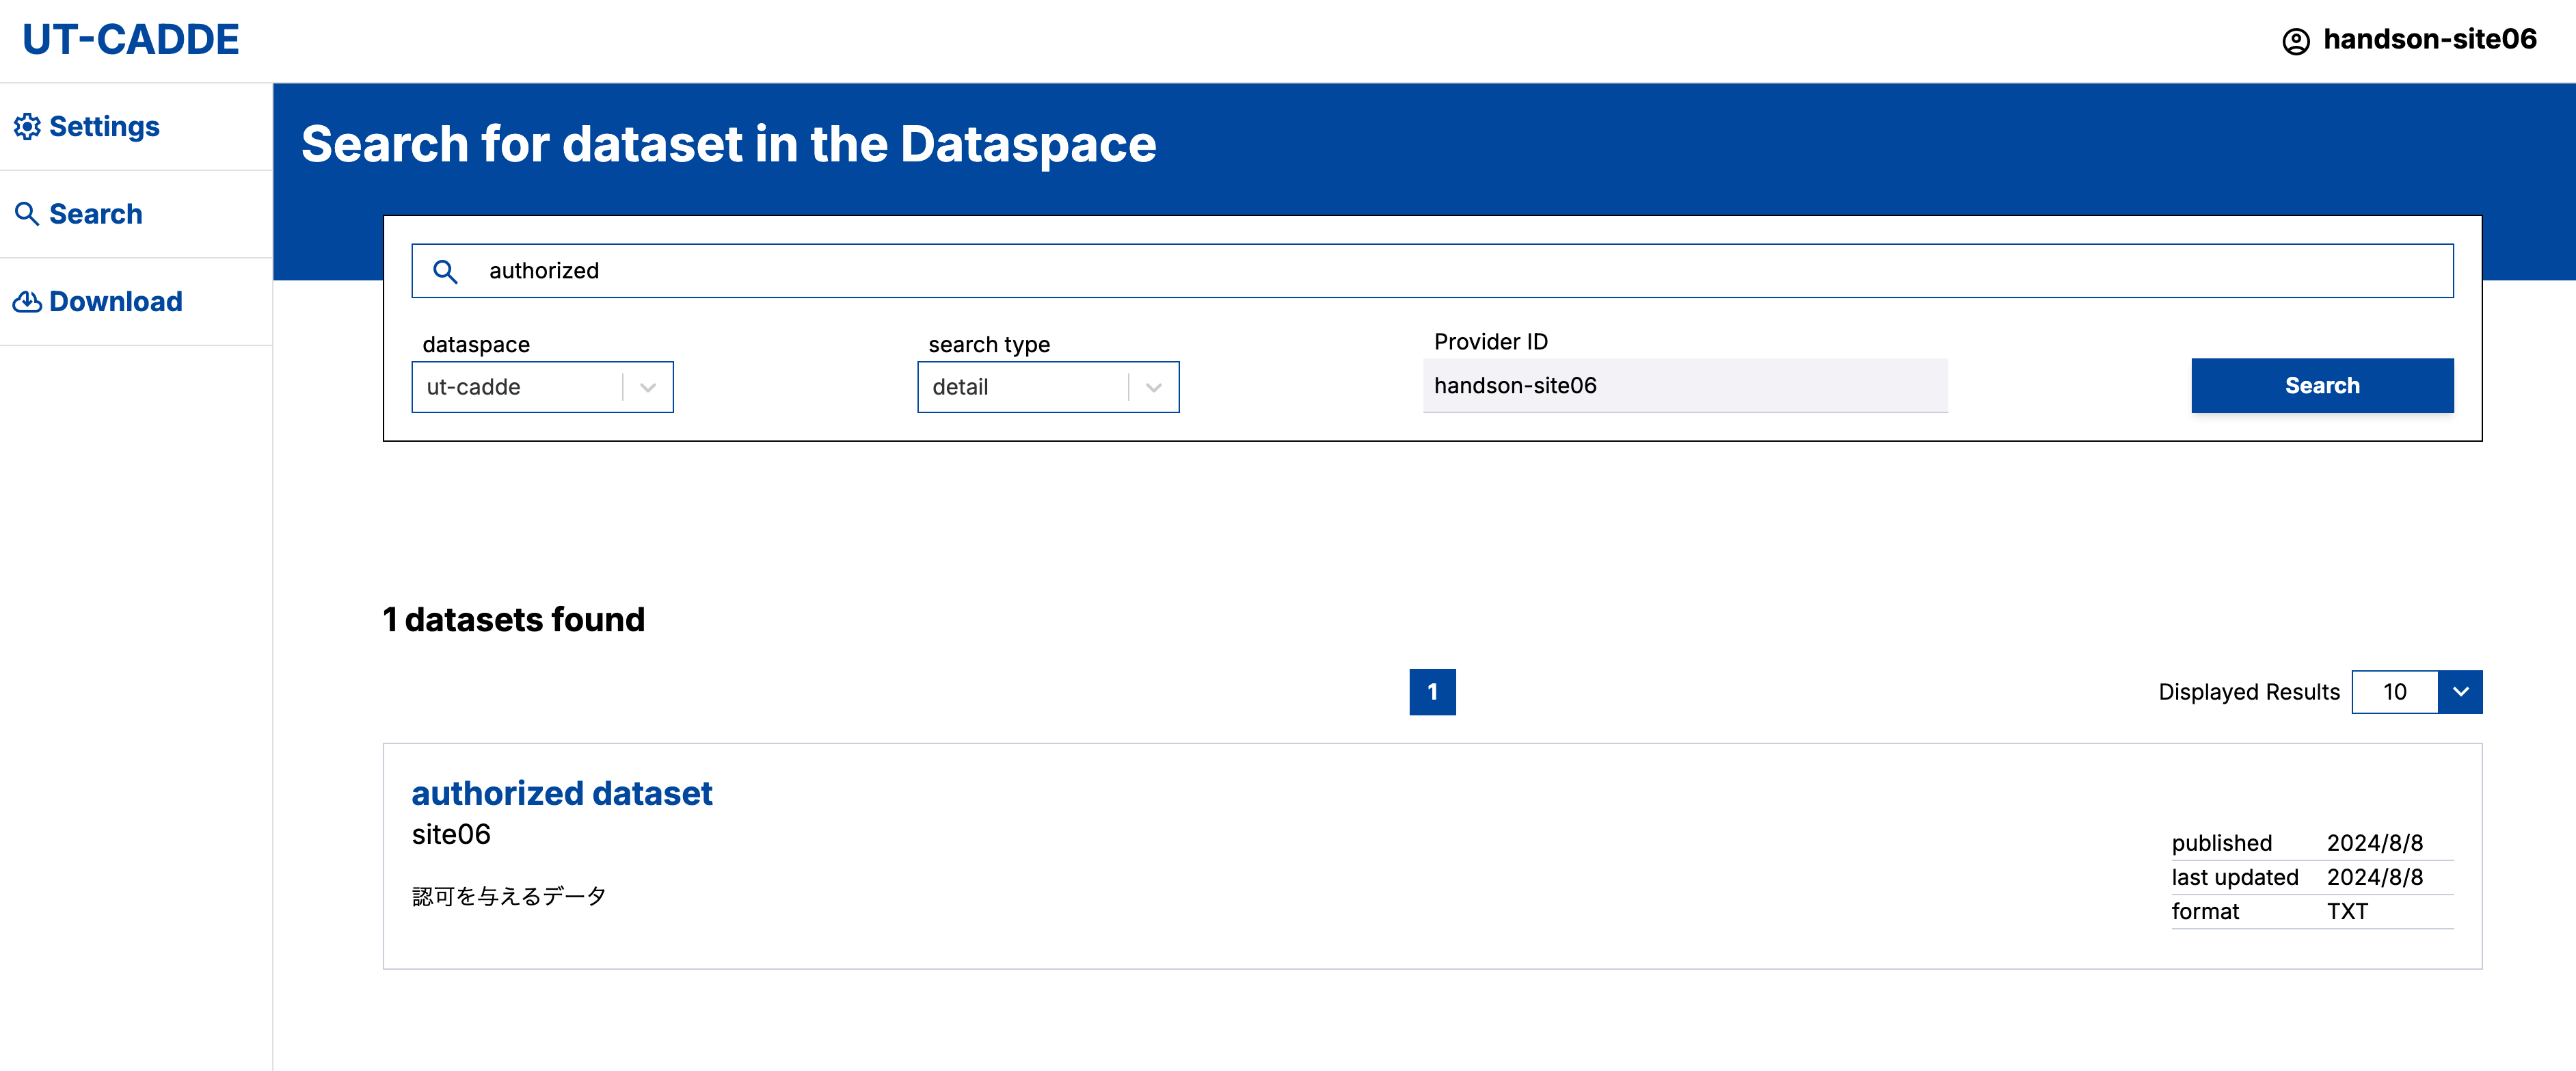 UT-CADDE
handson-site06
Settings
Search
Download
Search for dataset in the Dataspace
authorized
dataspace
ut-cadde
search type
detail
Provider ID
handson-site06
Search
1 datasets found
1
Displayed Results 10
authorized dataset
site06
認可を与えるデータ
published 2024/8/8
last updated 2024/8/8
format TXT